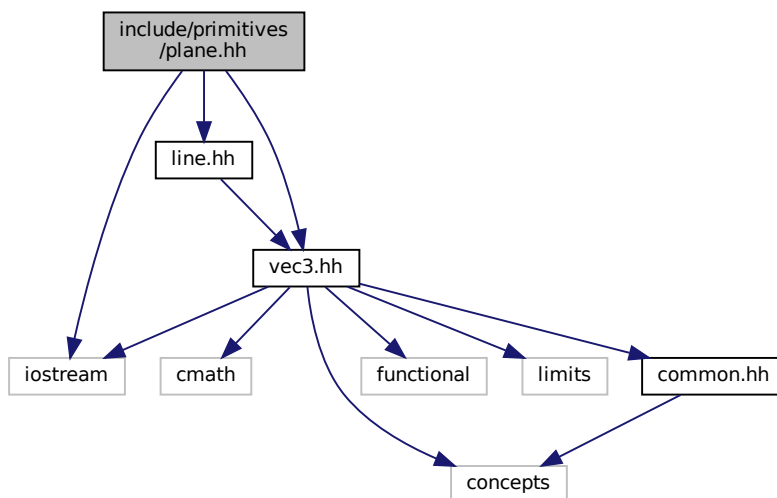 include/primitives
/plane.hh
line.hh
vec3.hh
iostream
cmath
functional
limits
common.hh
concepts